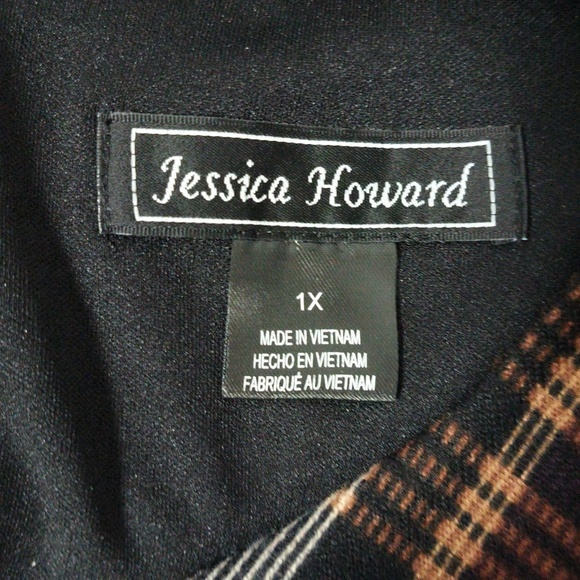 Jessica Howard
1X
MADE IN VIETNAM
HECHO EN VIETNAM
FABRIQUÉ AU VIETNAM